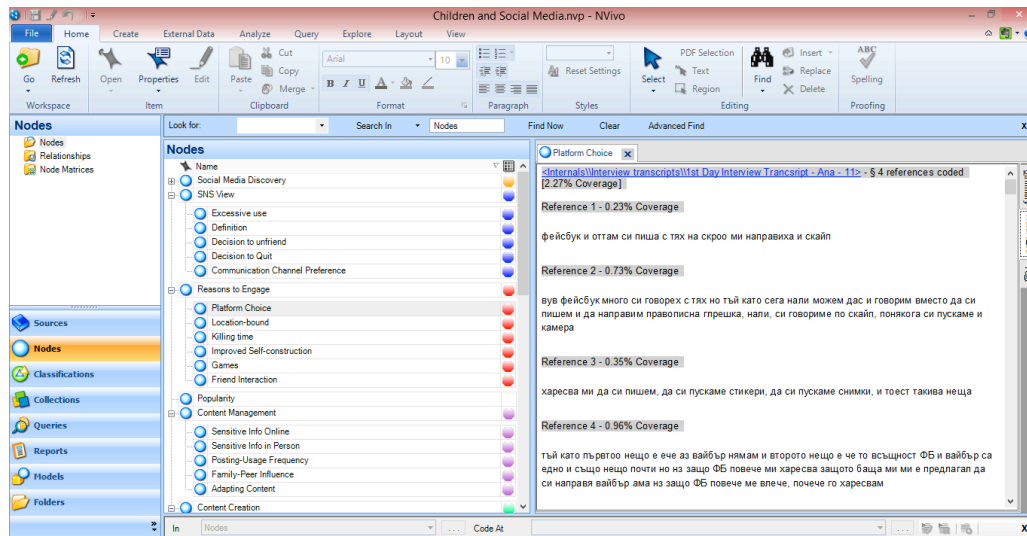 Children and Social Media.nvp - NVivo
File Home Create External Data Analyze Query Explore Layout View
Go Refresh Open Properties Edit Paste Cut Copy Merge Arial 10 B I U A Reset Settings Select PDF Selection Text Region Find Insert Replace Delete ABC Spelling
Workspace Item Clipboard Format Paragraph Styles Editing Proofing
Nodes
Nodes
Relationships
Node Matrices
Sources
Nodes
Classifications
Collections
Queries
Reports
Models
Folders
Look for: Search In Nodes Find Now Clear Advanced Find x
Nodes
Name
Social Media Discovery
SNS View
Excessive use
Definition
Decision to unfriend
Decision to Quit
Communication Channel Preference
Reasons to Engage
Platform Choice
Location-bound
Killing time
Improved Self-construction
Games
Friend Interaction
Popularity
Content Management
Sensitive Info Online
Sensitive Info in Person
Posting-Usage Frequency
Family-Peer Influence
Adapting Content
Content Creation
Platform Choice x
<Internals\\Interview transcripts\\1st Day Interview Trancsript - Ana - 11> - § 4 references coded
[2.27% Coverage]
Reference 1 - 0.23% Coverage
фейсбук и оттам си пиша с тях на скроо ми направиха и скайп
Reference 2 - 0.73% Coverage
вув фейсбук много си говорех с тях но тъй като сега нали можем дас и говорим вместо да си
пишем и да направим правописна глрешка, нали, си говориме по скайп, понякога си пускаме и
камера
Reference 3 - 0.35% Coverage
харесва ми да си пишем, да си пускаме стикери, да си пускаме снимки, и тоест такива неща
Reference 4 - 0.96% Coverage
тъй като първтоо нещо е ече аз вайбър нямам и второто нещо е че то всъщност ФБ и вайбър са
едно и също нещо почти но нз защо ФБ повече ми харесва защото баща ми ми е предлагал да
си направя вайбър ама нз защо ФБ повече ме влече, почече го харесвам
In Nodes ... Code At ... x